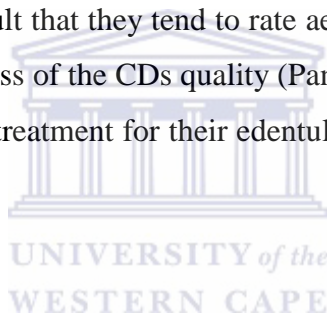 ult that they tend to rate ae
ss of the CDs quality (Par
treatment for their edentul
UNIVERSITY of the
WESTERN CAPE